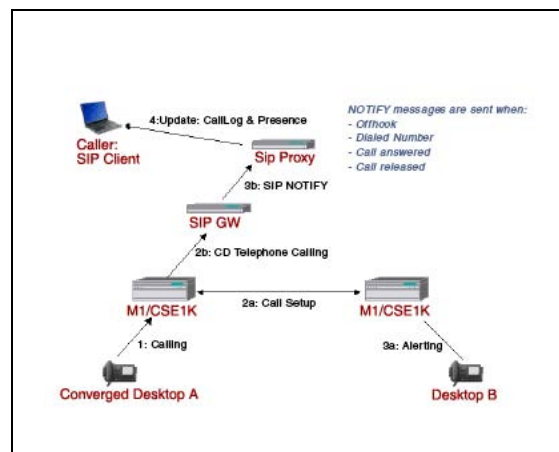 NOTIFY messages are sent when:
- Offhook
- Dialed Number
- Call answered
- Call released
4:Update: CallLog & Presence
Caller:
SIP Client
Sip Proxy
3b: SIP NOTIFY
SIP GW
2b: CD Telephone Calling
M1/CSE1K
2a: Call Setup
M1/CSE1K
1: Calling
3a: Alerting
Converged Desktop A
Desktop B